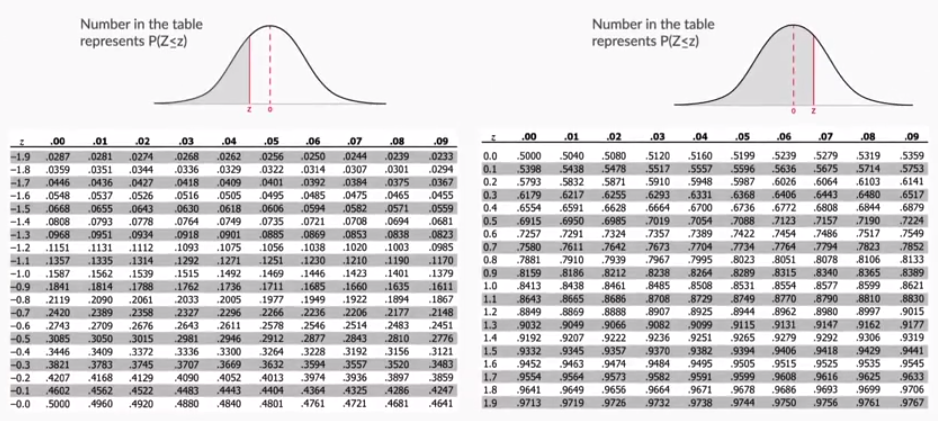 Number in the table
represents P(Z≤z)
z 0
z .00 .01 .02 .03 .04 .05 .06 .07 .08 .09
−1.9 .0287 .0281 .0274 .0268 .0262 .0256 .0250 .0244 .0239 .0233
−1.8 .0359 .0351 .0344 .0336 .0329 .0322 .0314 .0307 .0301 .0294
−1.7 .0446 .0436 .0427 .0418 .0409 .0401 .0392 .0384 .0375 .0367
−1.6 .0548 .0537 .0526 .0516 .0505 .0495 .0485 .0475 .0465 .0455
−1.5 .0668 .0655 .0643 .0630 .0618 .0606 .0594 .0582 .0571 .0559
−1.4 .0808 .0793 .0778 .0764 .0749 .0735 .0721 .0708 .0694 .0681
−1.3 .0968 .0951 .0934 .0918 .0901 .0885 .0869 .0853 .0838 .0823
−1.2 .1151 .1131 .1112 .1093 .1075 .1056 .1038 .1020 .1003 .0985
−1.1 .1357 .1335 .1314 .1292 .1271 .1251 .1230 .1210 .1190 .1170
−1.0 .1587 .1562 .1539 .1515 .1492 .1469 .1446 .1423 .1401 .1379
−0.9 .1841 .1814 .1788 .1762 .1736 .1711 .1685 .1660 .1635 .1611
−0.8 .2119 .2090 .2061 .2033 .2005 .1977 .1949 .1922 .1894 .1867
−0.7 .2420 .2389 .2358 .2327 .2296 .2266 .2236 .2206 .2177 .2148
−0.6 .2743 .2709 .2676 .2643 .2611 .2578 .2546 .2514 .2483 .2451
−0.5 .3085 .3050 .3015 .2981 .2946 .2912 .2877 .2843 .2810 .2776
−0.4 .3446 .3409 .3372 .3336 .3300 .3264 .3228 .3192 .3156 .3121
−0.3 .3821 .3783 .3745 .3707 .3669 .3632 .3594 .3557 .3520 .3483
−0.2 .4207 .4168 .4129 .4090 .4052 .4013 .3974 .3936 .3897 .3859
−0.1 .4602 .4562 .4522 .4483 .4443 .4404 .4364 .4325 .4286 .4247
−0.0 .5000 .4960 .4920 .4880 .4840 .4801 .4761 .4721 .4681 .4641
Number in the table
represents P(Z≤z)
0 z
z .00 .01 .02 .03 .04 .05 .06 .07 .08 .09
0.0 .5000 .5040 .5080 .5120 .5160 .5199 .5239 .5279 .5319 .5359
0.1 .5398 .5438 .5478 .5517 .5557 .5596 .5636 .5675 .5714 .5753
0.2 .5793 .5832 .5871 .5910 .5948 .5987 .6026 .6064 .6103 .6141
0.3 .6179 .6217 .6255 .6293 .6331 .6368 .6406 .6443 .6480 .6517
0.4 .6554 .6591 .6628 .6664 .6700 .6736 .6772 .6808 .6844 .6879
0.5 .6915 .6950 .6985 .7019 .7054 .7088 .7123 .7157 .7190 .7224
0.6 .7257 .7291 .7324 .7357 .7389 .7422 .7454 .7486 .7517 .7549
0.7 .7580 .7611 .7642 .7673 .7704 .7734 .7764 .7794 .7823 .7852
0.8 .7881 .7910 .7939 .7967 .7995 .8023 .8051 .8078 .8106 .8133
0.9 .8159 .8186 .8212 .8238 .8264 .8289 .8315 .8340 .8365 .8389
1.0 .8413 .8438 .8461 .8485 .8508 .8531 .8554 .8577 .8599 .8621
1.1 .8643 .8665 .8686 .8708 .8729 .8749 .8770 .8790 .8810 .8830
1.2 .8849 .8869 .8888 .8907 .8925 .8944 .8962 .8980 .8997 .9015
1.3 .9032 .9049 .9066 .9082 .9099 .9115 .9131 .9147 .9162 .9177
1.4 .9192 .9207 .9222 .9236 .9251 .9265 .9279 .9292 .9306 .9319
1.5 .9332 .9345 .9357 .9370 .9382 .9394 .9406 .9418 .9429 .9441
1.6 .9452 .9463 .9474 .9484 .9495 .9505 .9515 .9525 .9535 .9545
1.7 .9554 .9564 .9573 .9582 .9591 .9599 .9608 .9616 .9625 .9633
1.8 .9641 .9649 .9656 .9664 .9671 .9678 .9686 .9693 .9699 .9706
1.9 .9713 .9719 .9726 .9732 .9738 .9744 .9750 .9756 .9761 .9767